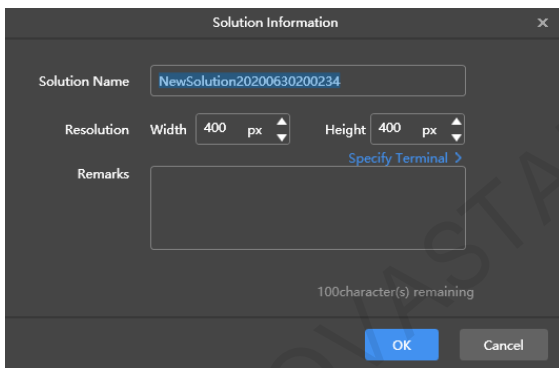 Solution Information
Solution Name NewSolution20200630200234
Resolution Width 400 px Height 400 px
Specify Terminal >
Remarks
100character(s) remaining
OK Cancel
OVASTA